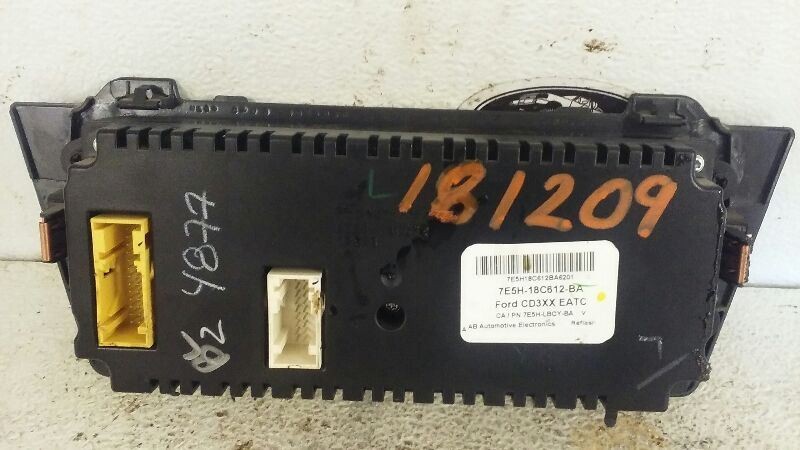 181209
4877
7E5H18C612BA6201
7E5H-18C612-BA
Ford CD3XX EATC
CA / PN 7E5H-LBCY-BA V
AB Automotive Electronics